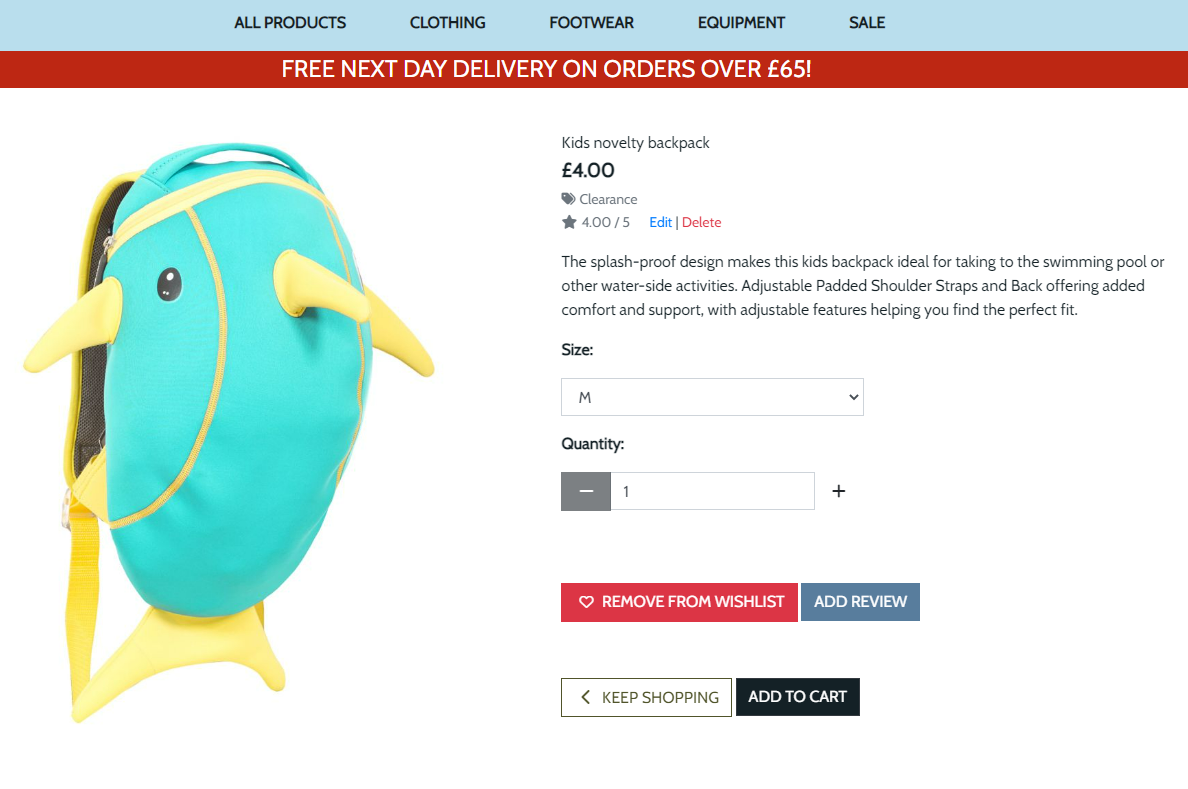 ALL PRODUCTS CLOTHING FOOTWEAR EQUIPMENT SALE
FREE NEXT DAY DELIVERY ON ORDERS OVER £65!
Kids novelty backpack
£4.00
Clearance
4.00 / 5 Edit | Delete
The splash-proof design makes this kids backpack ideal for taking to the swimming pool or
other water-side activities. Adjustable Padded Shoulder Straps and Back offering added
comfort and support, with adjustable features helping you find the perfect fit.
Size:
M
Quantity:
1
REMOVE FROM WISHLIST ADD REVIEW
KEEP SHOPPING ADD TO CART